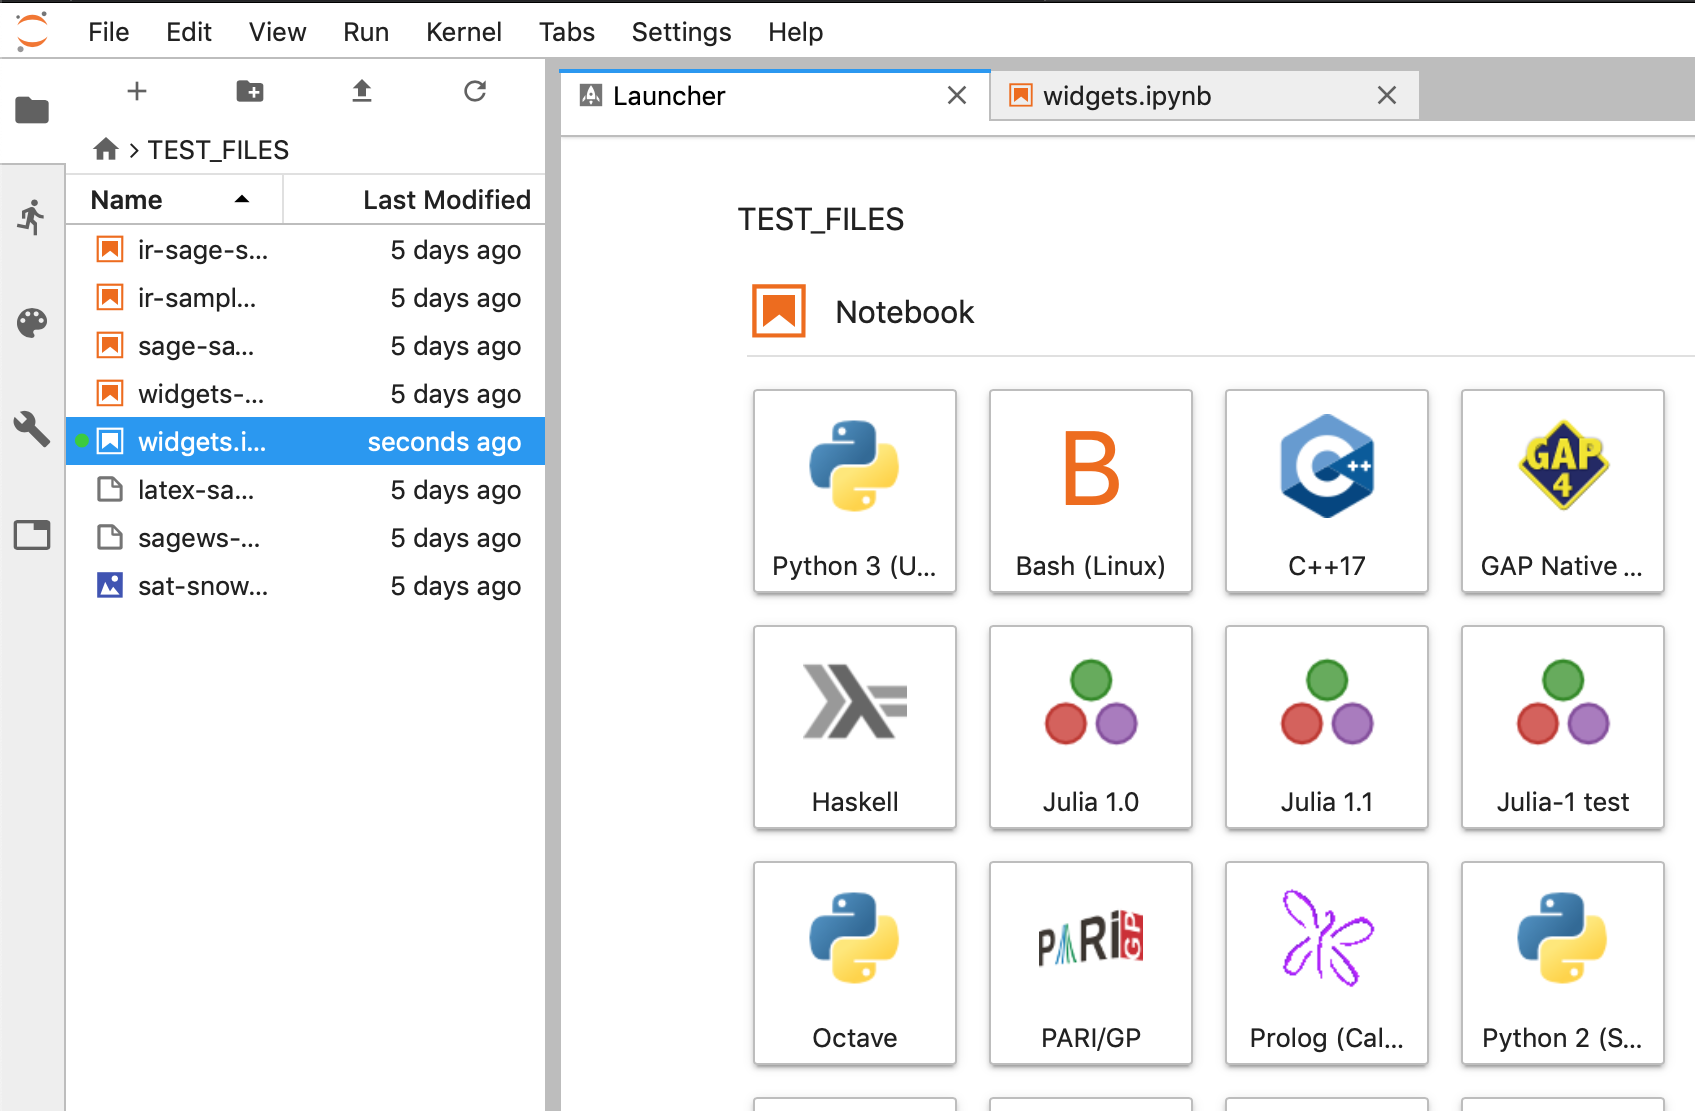 File Edit View Run Kernel Tabs Settings Help
Launcher
widgets.ipynb
TEST_FILES
Name Last Modified
ir-sage-s... 5 days ago
ir-sampl... 5 days ago
sage-sa... 5 days ago
widgets-... 5 days ago
widgets.i... seconds ago
latex-sa... 5 days ago
sagews-... 5 days ago
sat-snow... 5 days ago
TEST_FILES
Notebook
B
C++
GAP
4
Python 3 (U... Bash (Linux) C++17 GAP Native ...
Haskell Julia 1.0 Julia 1.1 Julia-1 test
PARI GP
Octave PARI/GP Prolog (Cal... Python 2 (S...